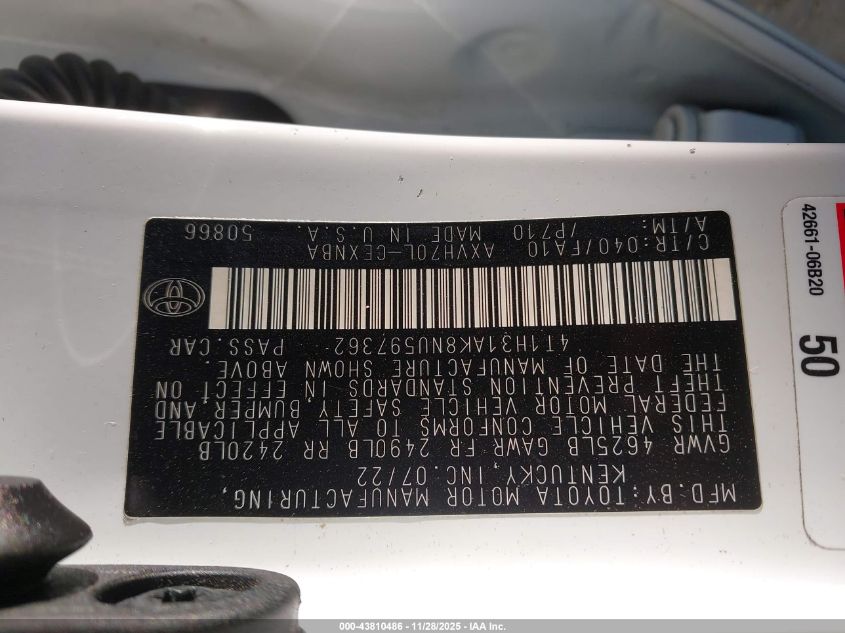 MFD.BY:TOYOTA MOTOR MANUFACTURING,
KENTUCKY, INC.07/22
GVWR 4625LB GAWR FR 2490LB RR 2420LB
THIS VEHICLE CONFORMS TO ALL APPLICABLE
FEDERAL MOTOR VEHICLE SAFETY, BUMPER, AND
THEFT PREVENTION STANDARDS IN EFFECT ON
THE DATE OF MANUFACTURE SHOWN ABOVE.
4T1H31AK8NU597362 PASS.CAR
C/TR:040/FA10 AXVH70L-CEXNBA
A/TM: /P710 MADE IN U.S.A. 50866
42661-06B20
50
000-43810486 - 11/28/2025 - IAA Inc.